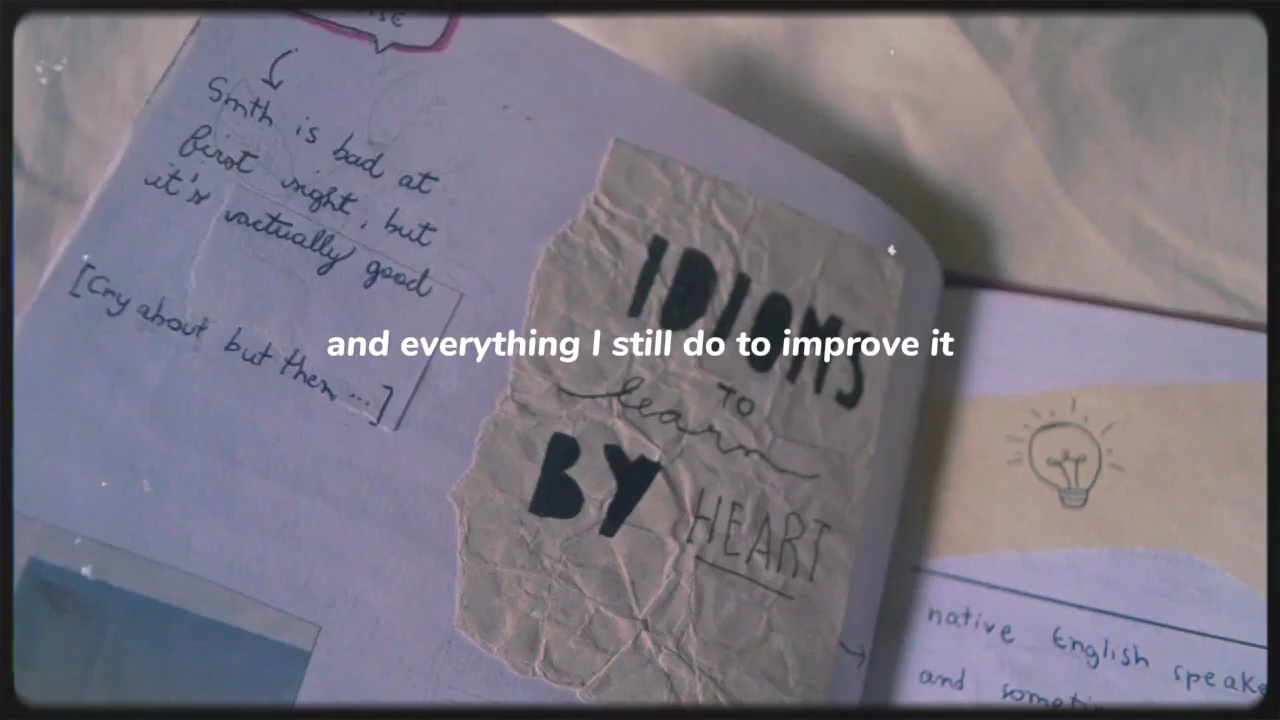 Smth is bad at
first sight, but
it's actually good
[Cry about but then ...]
IDIOMS
TO
learn
BY HEART
and everything I still do to improve it
native English speake
and someti